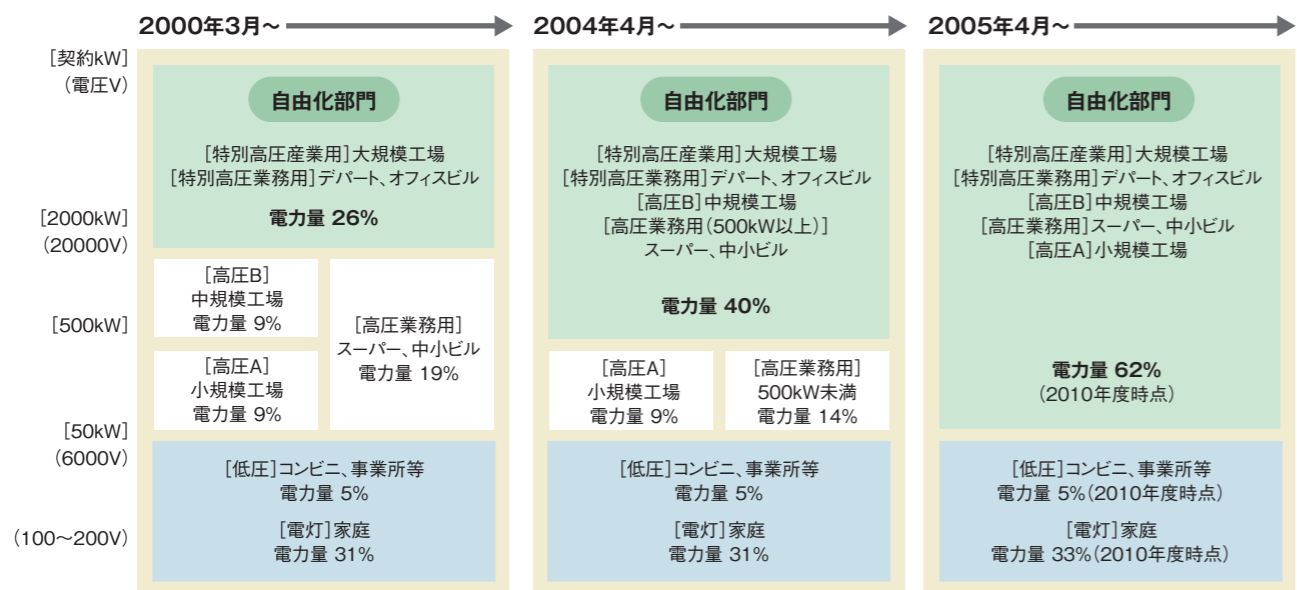 2000年3月～
2004年4月～
2005年4月～
［契約kW］
（電圧V）
［2000kW］
（20000V）
［500kW］
［50kW］
（6000V）
（100～200V）
自由化部門
［特別高圧産業用］大規模工場
［特別高圧業務用］デパート、オフィスビル
電力量 26%
［高圧B］
中規模工場
電力量 9%
［高圧A］
小規模工場
電力量 9%
［高圧業務用］
スーパー、中小ビル
電力量 19%
［低圧］コンビニ、事業所等
電力量 5%
［電灯］家庭
電力量 31%
自由化部門
［特別高圧産業用］大規模工場
［特別高圧業務用］デパート、オフィスビル
［高圧B］中規模工場
［高圧業務用（500kW以上）］
スーパー、中小ビル
電力量 40%
［高圧A］
小規模工場
電力量 9%
［高圧業務用］
500kW未満
電力量 14%
［低圧］コンビニ、事業所等
電力量 5%
［電灯］家庭
電力量 31%
自由化部門
［特別高圧産業用］大規模工場
［特別高圧業務用］デパート、オフィスビル
［高圧B］中規模工場
［高圧業務用］スーパー、中小ビル
［高圧A］小規模工場
電力量 62%
（2010年度時点）
［低圧］コンビニ、事業所等
電力量 5%（2010年度時点）
［電灯］家庭
電力量 33%（2010年度時点）